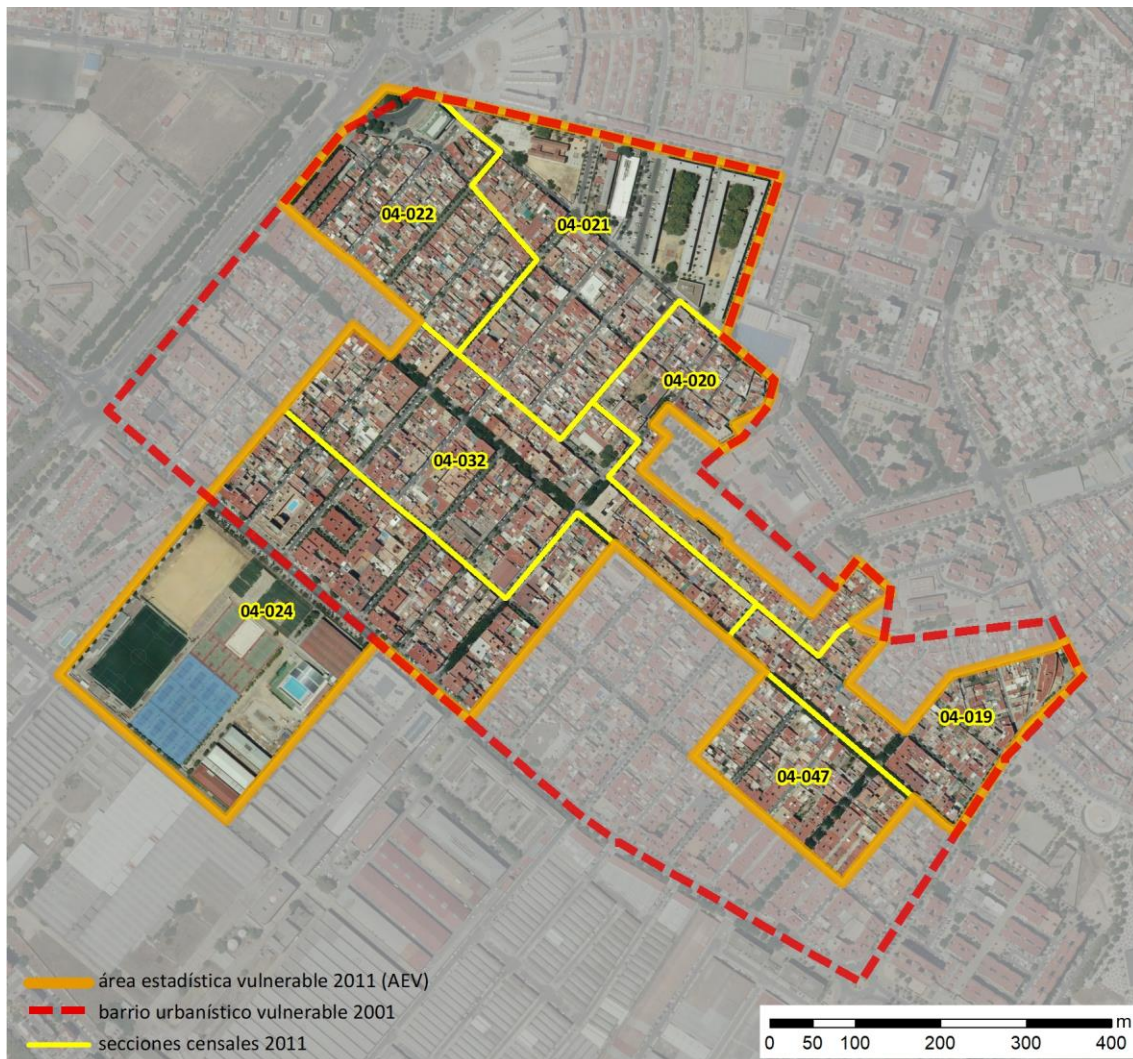 04-022
04-021
04-020
04-032
04-024
04-019
04-047
área estadística vulnerable 2011 (AEV)
barrio urbanístico vulnerable 2001
secciones censales 2011
m
0 50 100 200 300 400